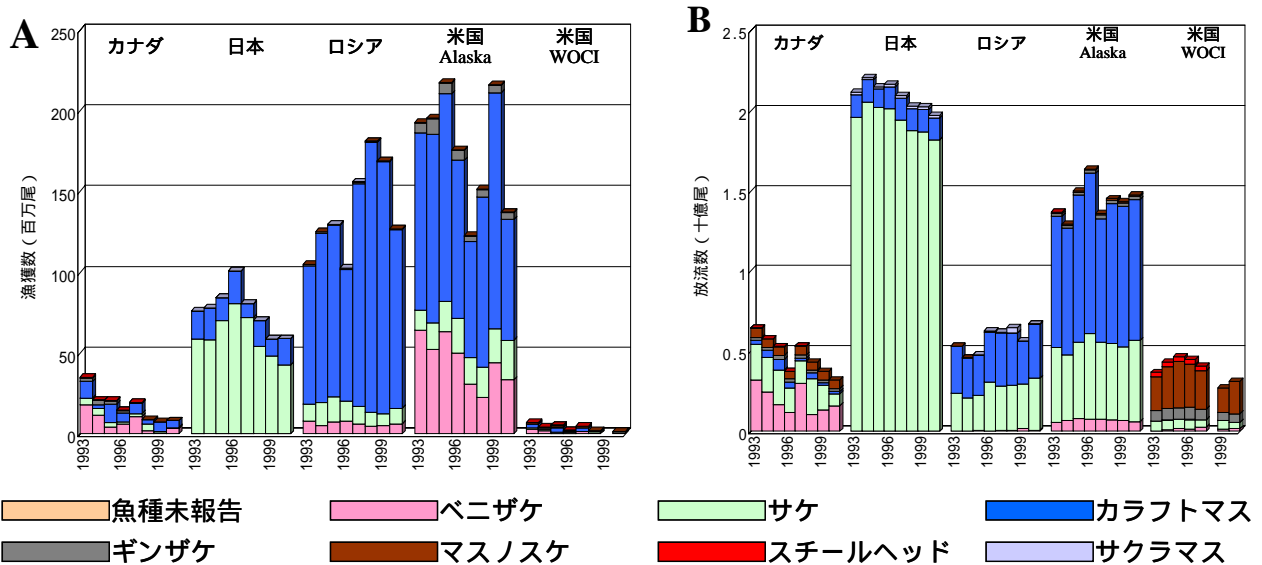 A
250
200
150
100
50
0
漁獲数（百万尾）
カナダ
日本
ロシア
米国
Alaska
米国
WOCI
1993
1996
1999
1993
1996
1999
1993
1996
1999
1993
1996
1999
1993
1996
1999
B
2.5
2
1.5
1
0.5
0
放流数（十億尾）
カナダ
日本
ロシア
米国
Alaska
米国
WOCI
1993
1996
1999
1993
1996
1999
1993
1996
1999
1993
1996
1999
1993
1996
1999
魚種未報告
ベニザケ
サケ
カラフトマス
ギンザケ
マスノスケ
スチールヘッド
サクラマス